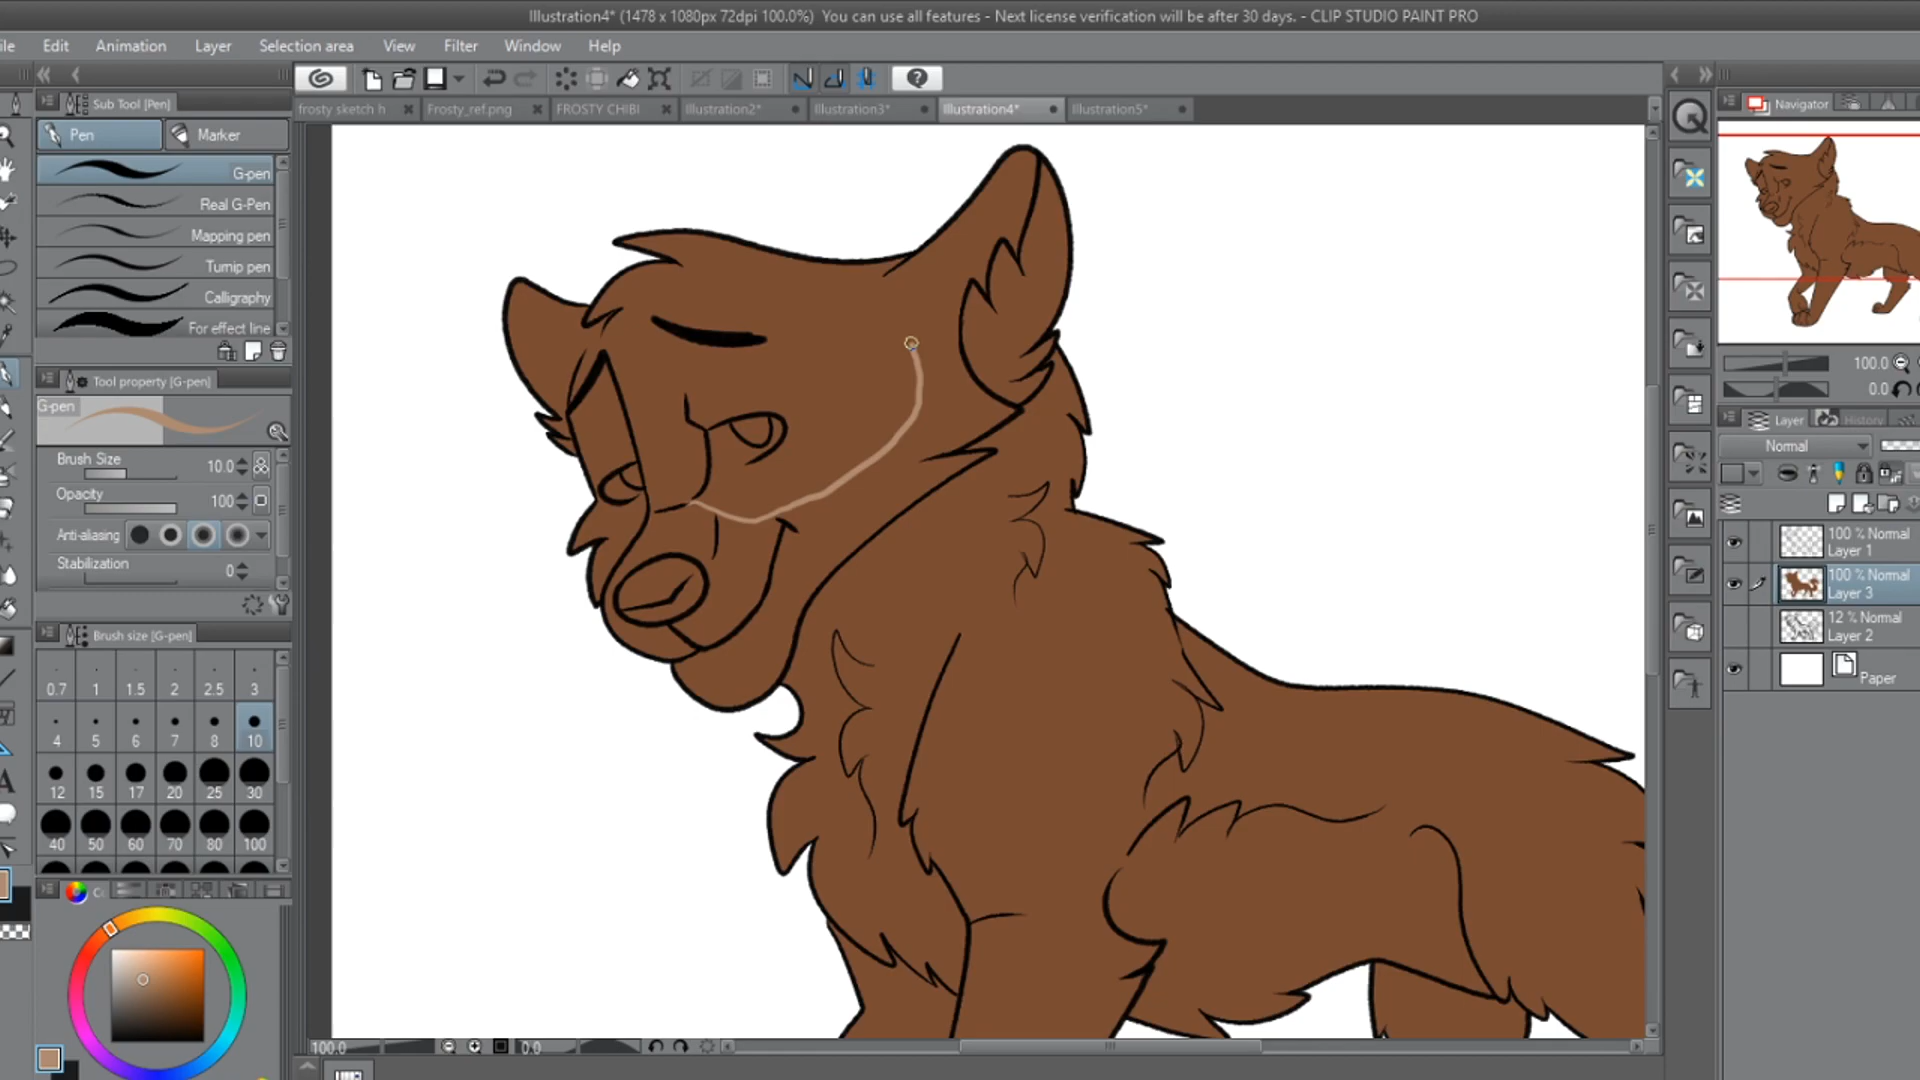 Illustration4* (1478 x 1080px 72dpi 100.0%) You can use all features - Next license verification will be after 30 days. - CLIP STUDIO PAINT PRO
ile Edit Animation Layer Selection area View Filter Window Help
Sub Tool [Pen]
Pen Marker
G-pen
Real G-Pen
Mapping pen
Turnip pen
Calligraphy
For effect line
Tool property [G-pen]
G-pen
Brush Size 10.0
Opacity 100
Anti-aliasing
Stabilization 0
Brush size [G-pen]
0.7 1 1.5 2 2.5 3
4 5 6 7 8 10
12 15 17 20 25 30
40 50 60 70 80 100
frosty sketch h Frosty_ref.png FROSTY CHIBI Illustration2* Illustration3* Illustration4* Illustration5*
100.0 0.0
Navigator
100.0
0.0
Layer History
Normal
100 % Normal
Layer 1
100 % Normal
Layer 3
12 % Normal
Layer 2
Paper